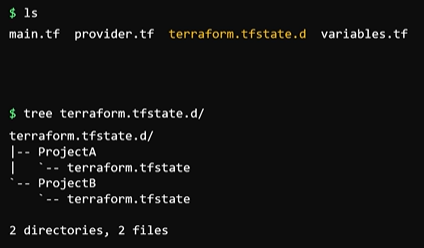 $ ls
main.tf  provider.tf  terraform.tfstate.d  variables.tf
$ tree terraform.tfstate.d/
terraform.tfstate.d/
|-- ProjectA
|   `-- terraform.tfstate
`-- ProjectB
    `-- terraform.tfstate
2 directories, 2 files